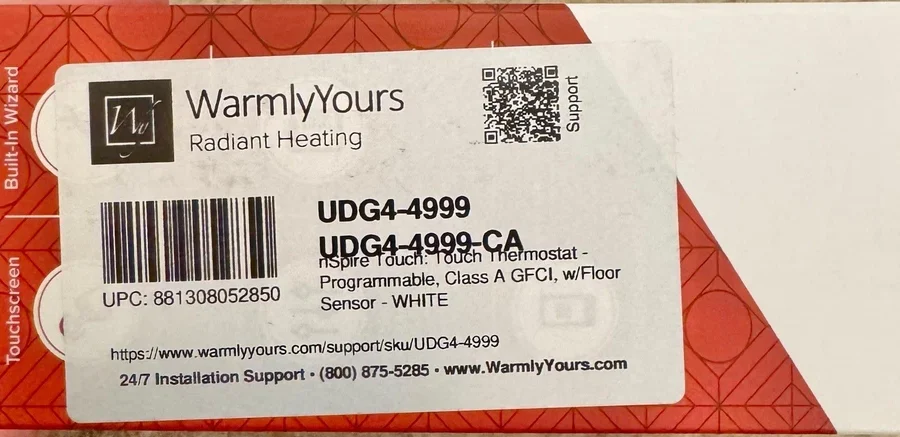 Built-In Wizard
Touchscreen
WarmlyYours
Radiant Heating
Support
UDG4-4999
UDG4-4999-CA
nSpire Touch: Touch Thermostat -
Programmable, Class A GFCI, w/Floor
Sensor - WHITE
UPC: 881308052850
https://www.warmlyyours.com/support/sku/UDG4-4999
24/7 Installation Support • (800) 875-5285 • www.WarmlyYours.com